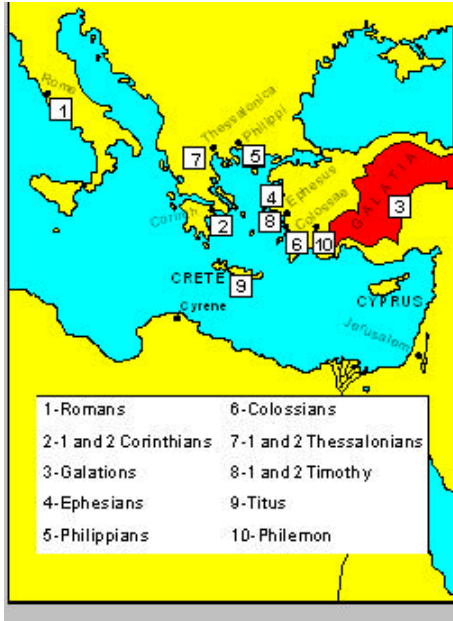 Rome
1
Thessalonica
Philippi
7
5
Ephesus
4
GALATIA
3
Corinth
2
8
Colossae
6
10
CRETE
9
CYPRUS
Cyrene
Jerusalem
1-Romans
2-1 and 2 Corinthians
3-Galations
4-Ephesians
5-Philippians
6-Colossians
7-1 and 2 Thessalonians
8-1 and 2 Timothy
9-Titus
10-Philemon